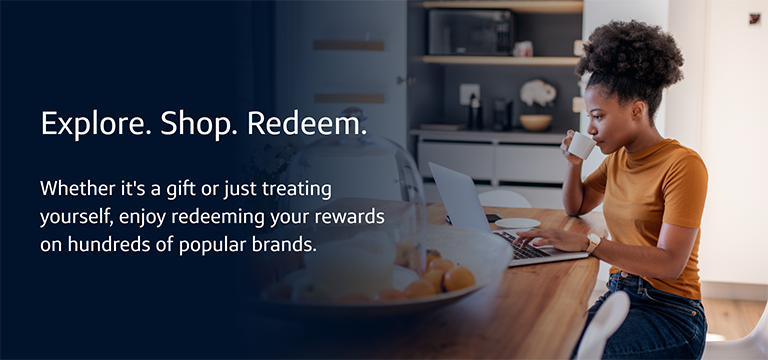 Explore. Shop. Redeem.
Whether it's a gift or just treating
yourself, enjoy redeeming your rewards
on hundreds of popular brands.